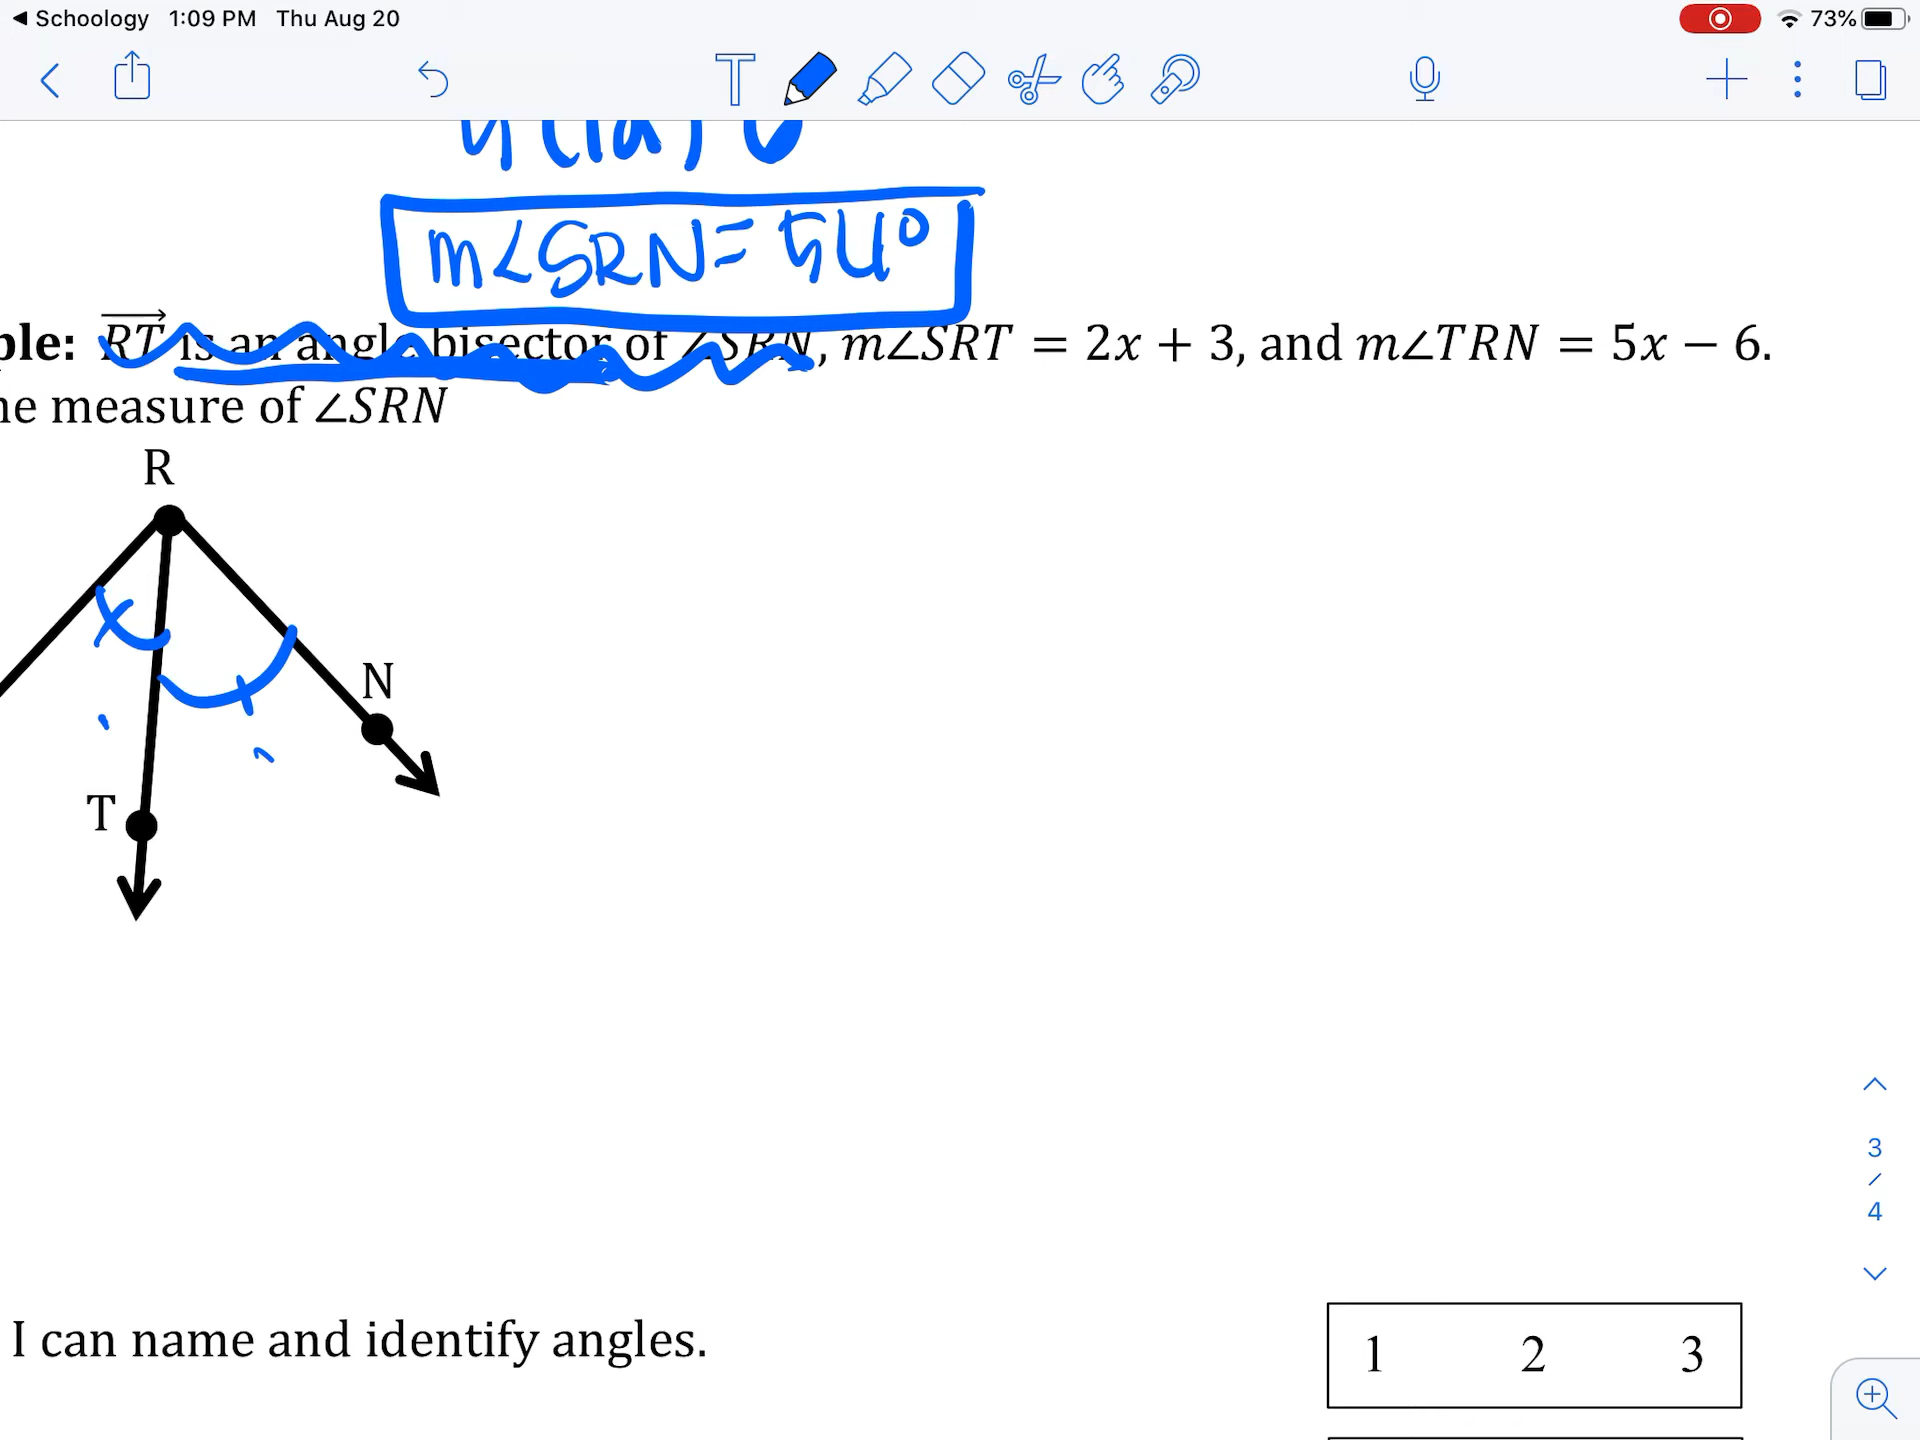 Schoology 1:09 PM Thu Aug 20 73%
T
m∠SRN = 54°
ple: RT is an angle bisector of ∠SRN, m∠SRT = 2x + 3, and m∠TRN = 5x − 6.
he measure of ∠SRN
R
N
T
3
/
4
I can name and identify angles.
1 2 3